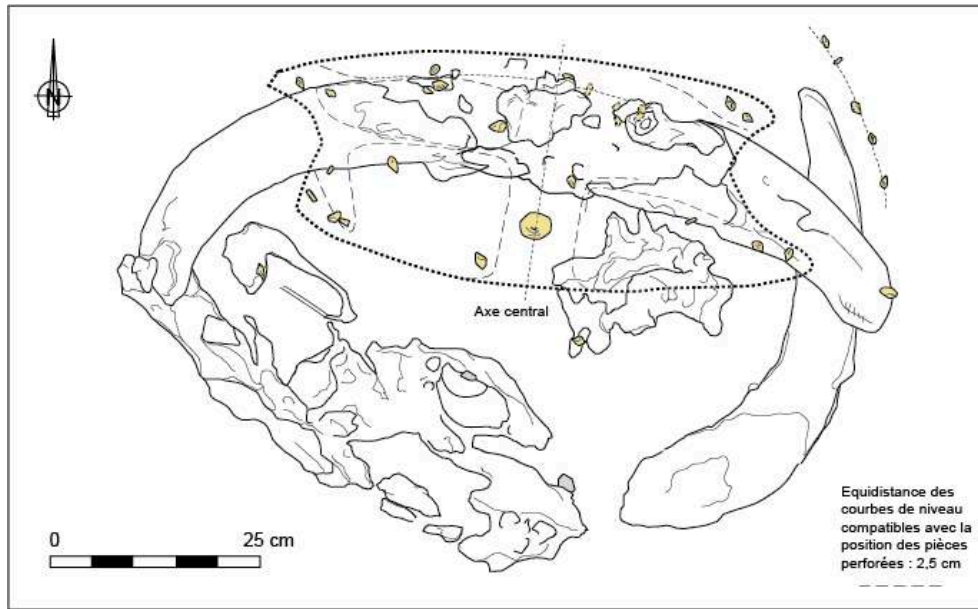 N
Axe central
0 25 cm
Equidistance des
courbes de niveau
compatibles avec la
position des pièces
perforées : 2,5 cm